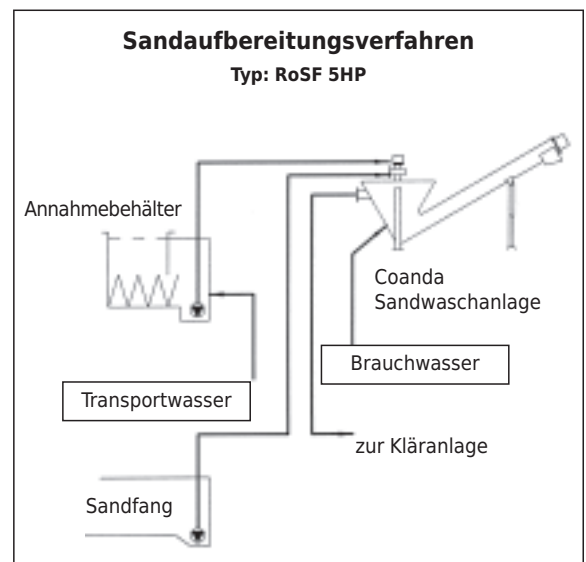 Sandaufbereitungsverfahren
Typ: RoSF 5HP
Annahmebehälter
Coanda
Sandwaschanlage
Brauchwasser
Transportwasser
zur Kläranlage
Sandfang